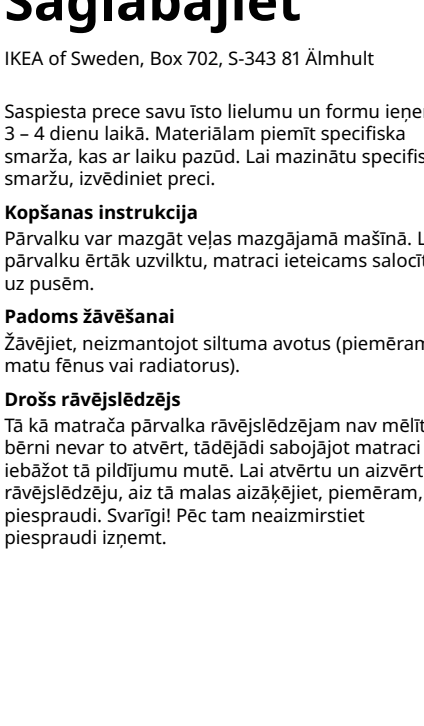 Saglabājiet
IKEA of Sweden, Box 702, S-343 81 Älmhult
Saspiesta prece savu īsto lielumu un formu
3 – 4 dienu laikā. Materiālam piemīt specifiska
smarža, kas ar laiku pazūd. Lai mazinātu
smaržu, izvēdiniet preci.
Kopšanas instrukcija
Pārvalku var mazgāt veļas mazgājamā mašīnā.
pārvalku ērtāk uzvilktu, matraci ieteicams
uz pusēm.
Padoms žāvēšanai
Žāvējiet, neizmantojot siltuma avotus
matu fēnus vai radiatorus).
Drošs rāvējslēdzējs
Tā kā matrača pārvalka rāvējslēdzējam nav
bērni nevar to atvērt, tādējādi sabojājot matraci
iebāžot tā pildījumu mutē. Lai atvērtu un
rāvējslēdzēju, aiz tā malas aizāķējiet, piemēram,
piespraudi. Svarīgi! Pēc tam neaizmirstiet
piespraudi izņemt.